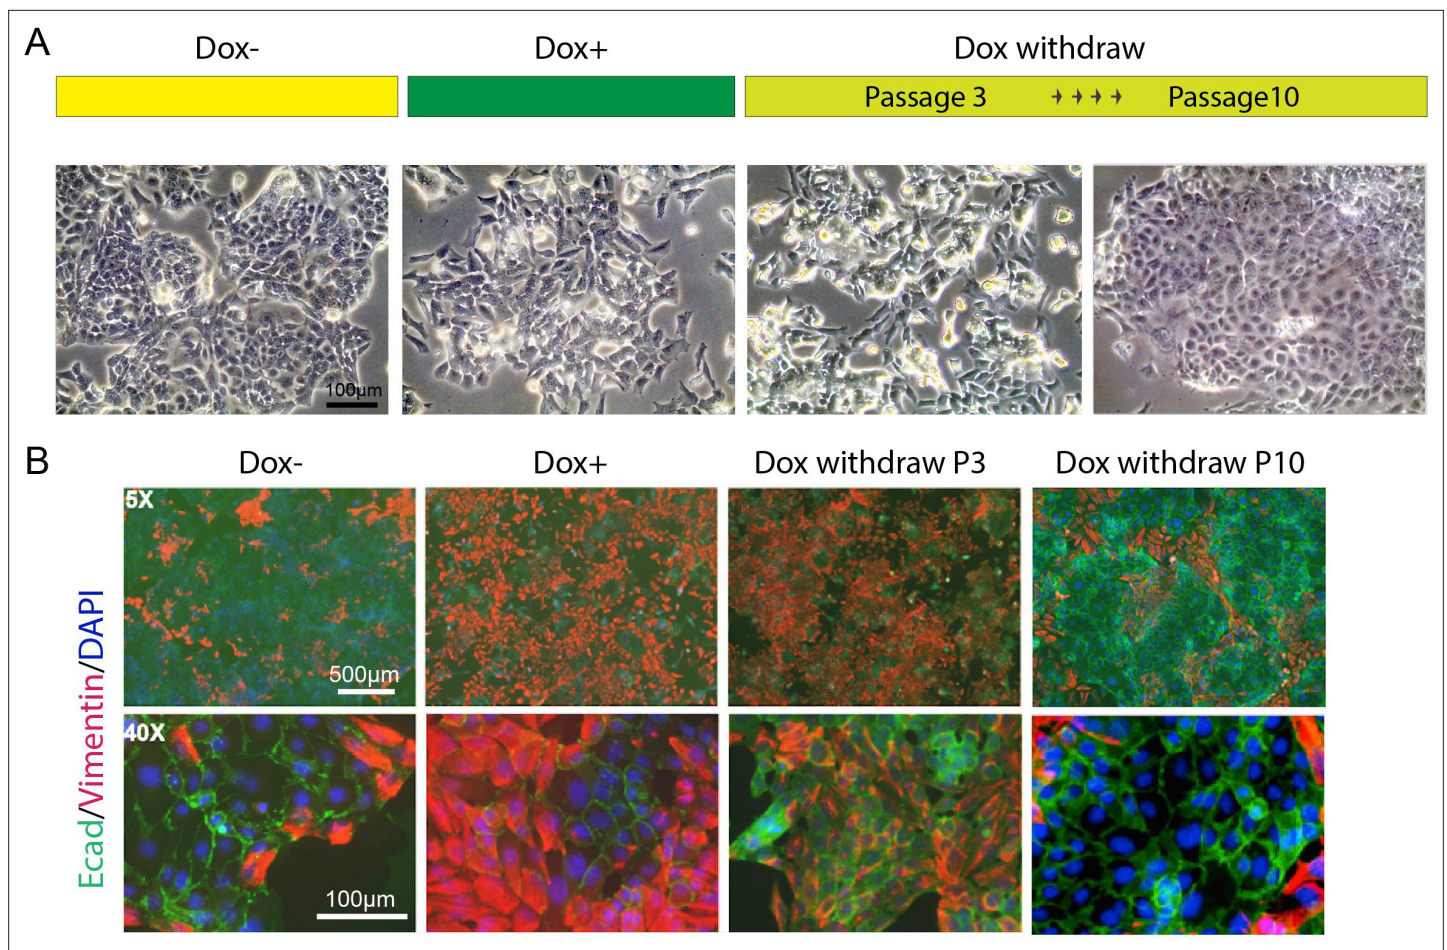 A
Dox-
Dox+
Dox withdraw
Passage 3
Passage10
100µm
B
Dox-
Dox+
Dox withdraw P3
Dox withdraw P10
5X
500µm
40X
100µm
Ecad/Vimentin/DAPI